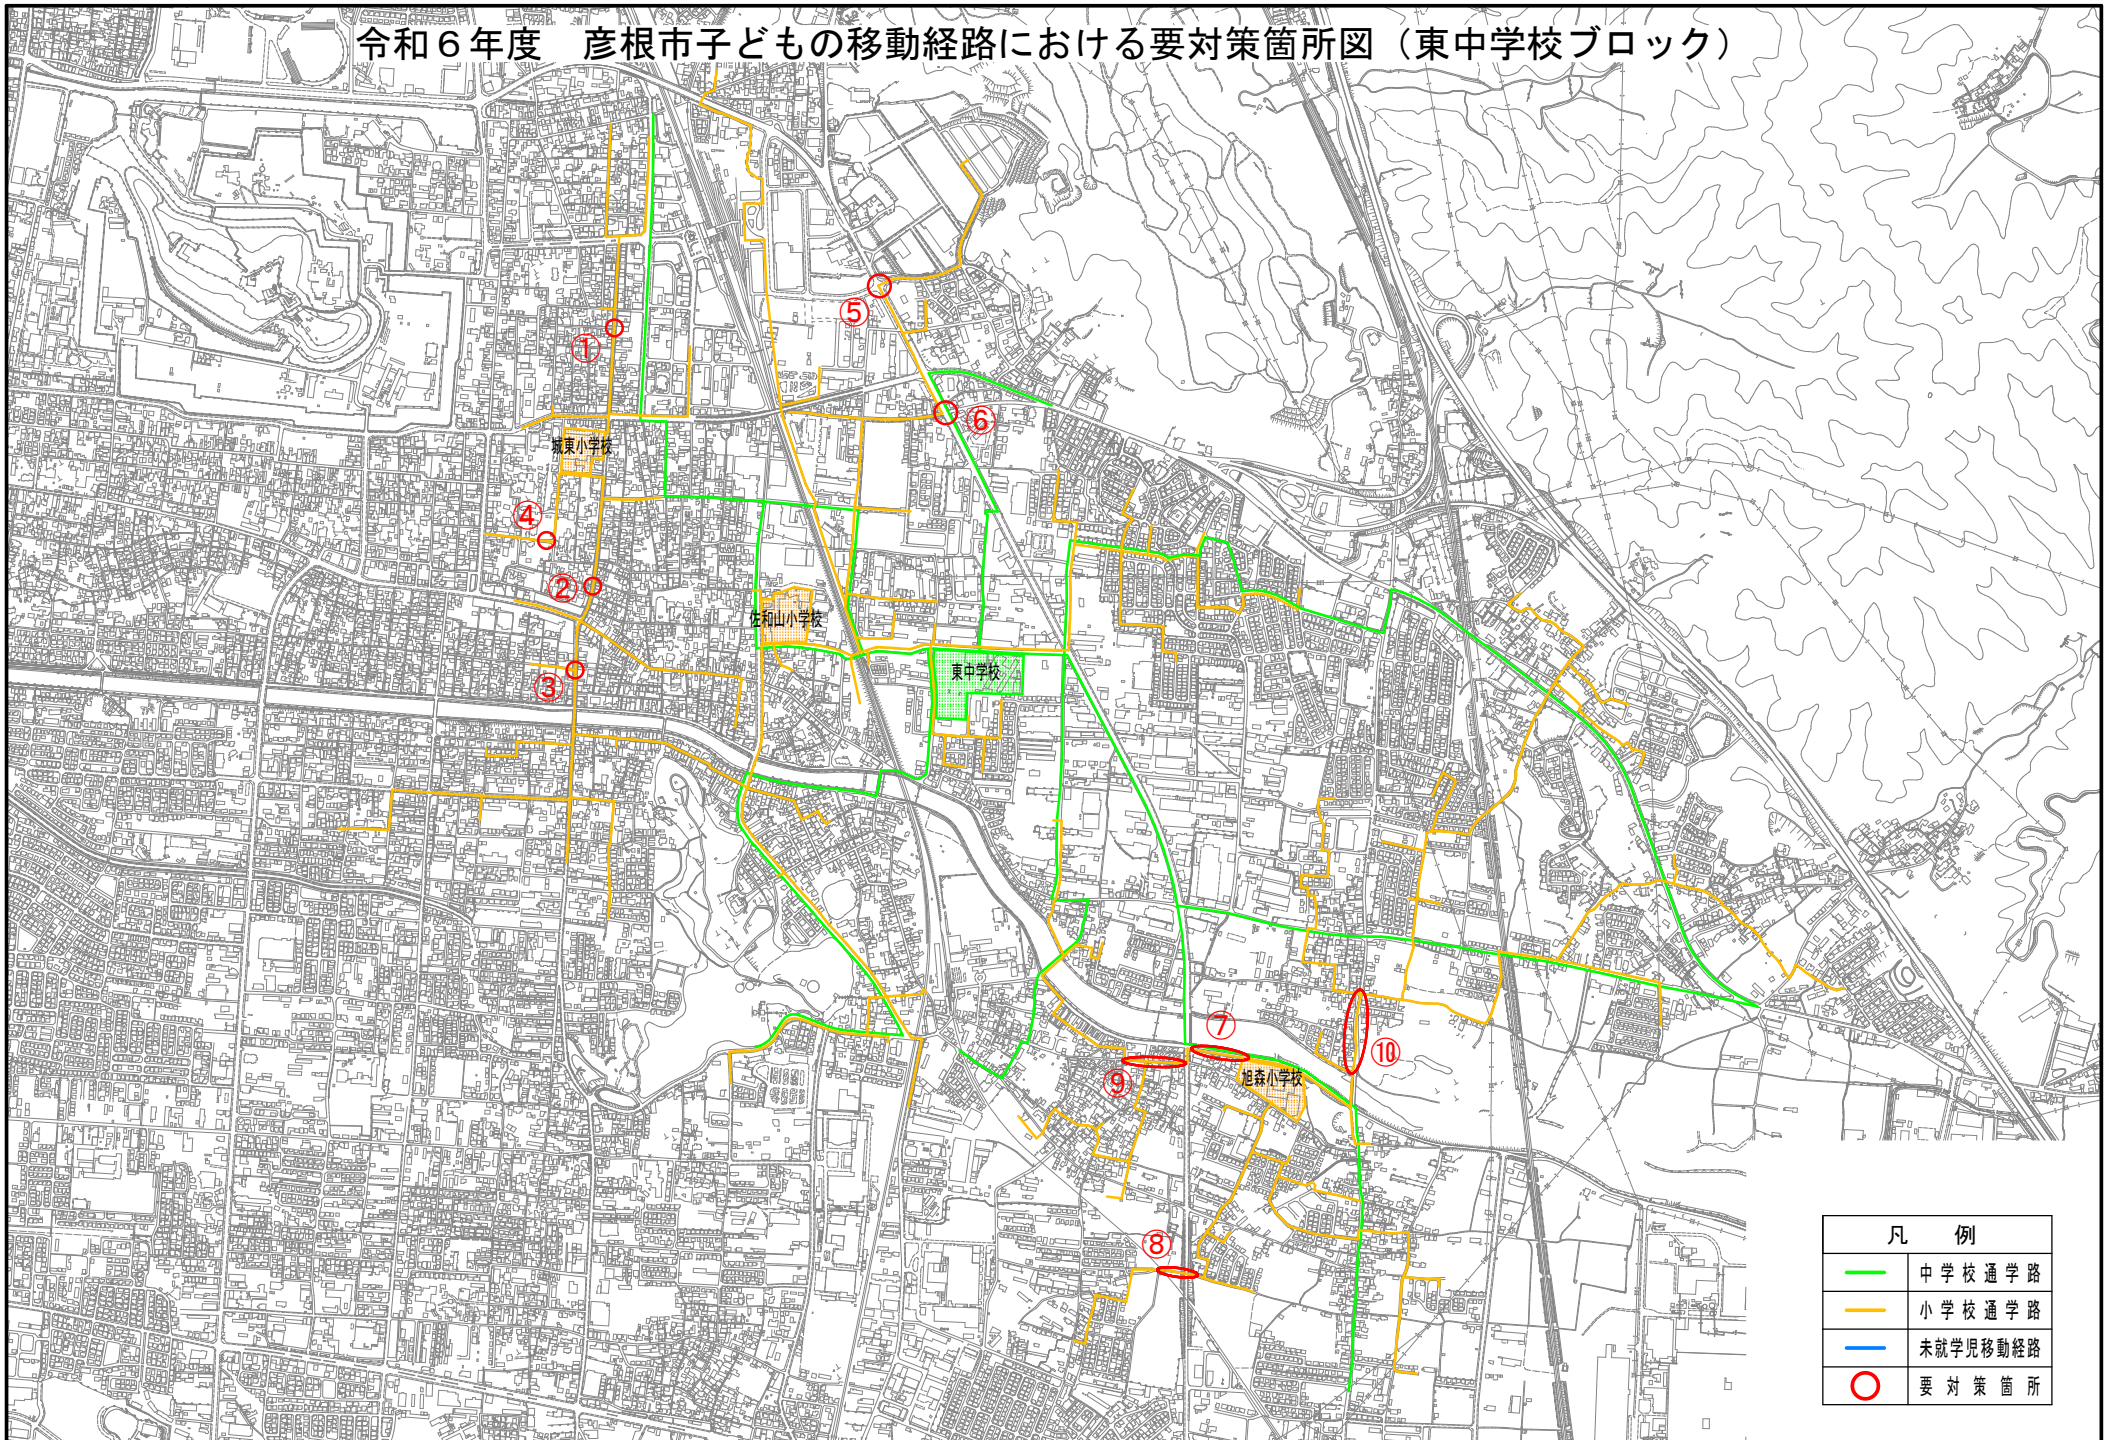 令和６年度　彦根市子どもの移動経路における要対策箇所図（東中学校ブロック）
⑤
①
⑥
城東小学校
④
②
佐和山小学校
東中学校
③
⑦
⑩
旭森小学校
⑨
⑧
凡　例
中学校通学路
小学校通学路
未就学児移動経路
要対策箇所